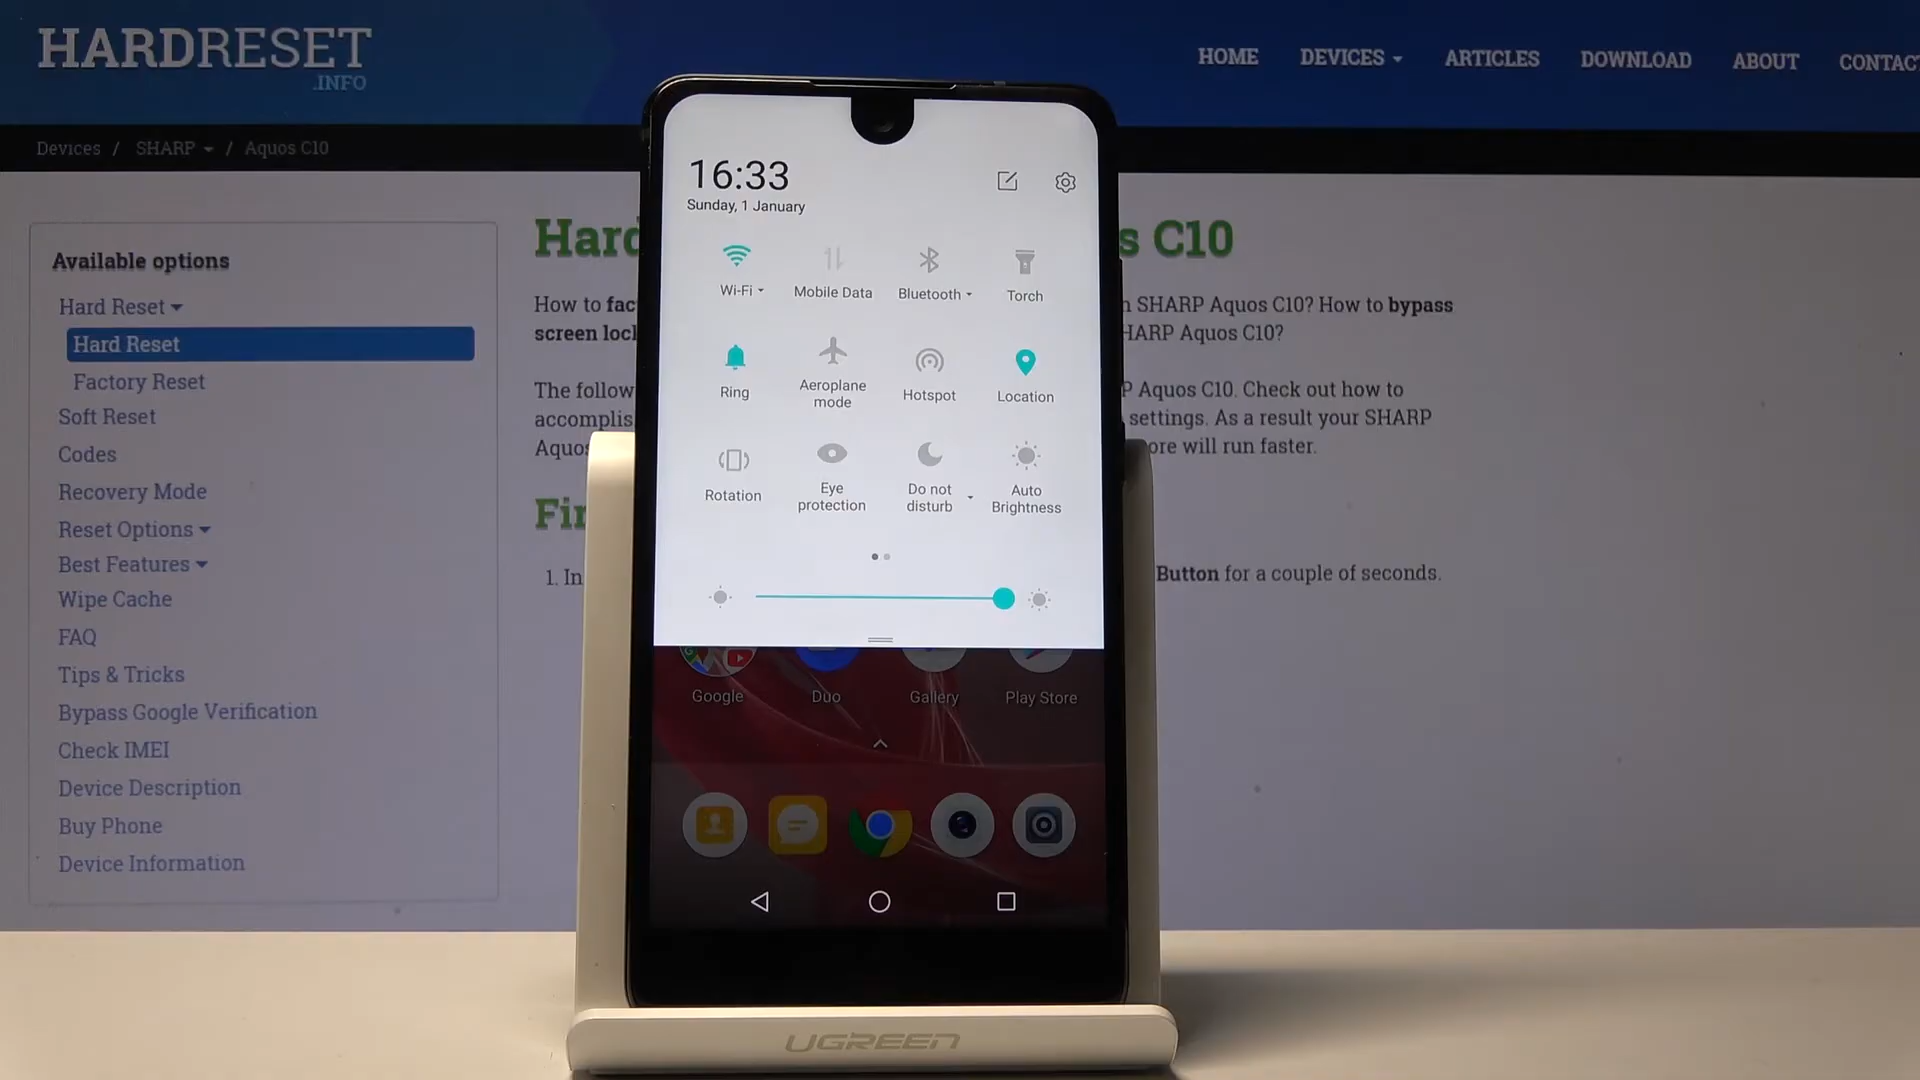 HARDRESET
.INFO
HOME DEVICES ARTICLES DOWNLOAD ABOUT CONTAC
Devices / SHARP / Aquos C10
Available options
Hard Reset
Hard Reset
Factory Reset
Soft Reset
Codes
Recovery Mode
Reset Options
Best Features
Wipe Cache
FAQ
Tips & Tricks
Bypass Google Verification
Check IMEI
Device Description
Buy Phone
Device Information
Hard s C10
How to fac n SHARP Aquos C10? How to bypass
screen loc HARP Aquos C10?
The follow P Aquos C10. Check out how to
accomplis settings. As a result your SHARP
Aquos ore will run faster.
Fir
1. In Button for a couple of seconds.
16:33
Sunday, 1 January
Wi-Fi Mobile Data Bluetooth Torch
Ring Aeroplane mode Hotspot Location
Rotation Eye protection Do not disturb Auto Brightness
Google Duo Gallery Play Store
UGREEN